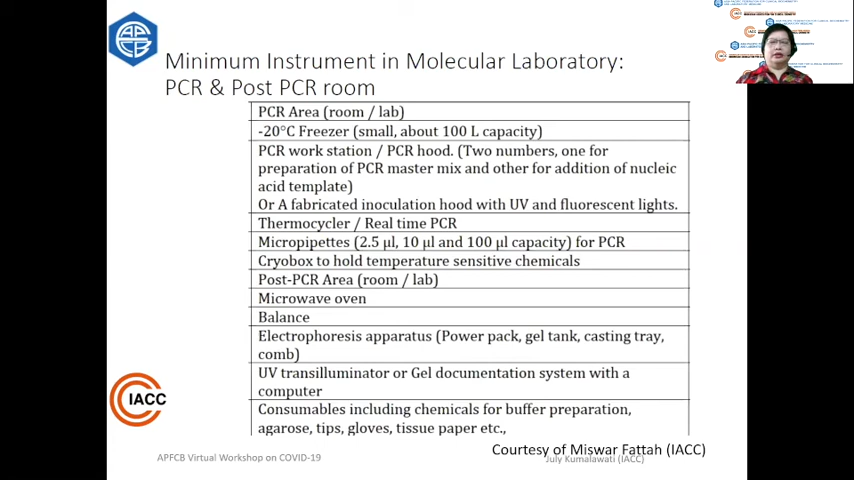 APFCB
Minimum Instrument in Molecular Laboratory:
PCR & Post PCR room
PCR Area (room / lab)
-20°C Freezer (small, about 100 L capacity)
PCR work station / PCR hood. (Two numbers, one for
preparation of PCR master mix and other for addition of nucleic
acid template)
Or A fabricated inoculation hood with UV and fluorescent lights.
Thermocycler / Real time PCR
Micropipettes (2.5 µl, 10 µl and 100 µl capacity) for PCR
Cryobox to hold temperature sensitive chemicals
Post-PCR Area (room / lab)
Microwave oven
Balance
Electrophoresis apparatus (Power pack, gel tank, casting tray,
comb)
UV transilluminator or Gel documentation system with a
computer
Consumables including chemicals for buffer preparation,
agarose, tips, gloves, tissue paper etc.,
IACC
Courtesy of Miswar Fattah (IACC)
APFCB Virtual Workshop on COVID-19
July Kumalawati (IACC)